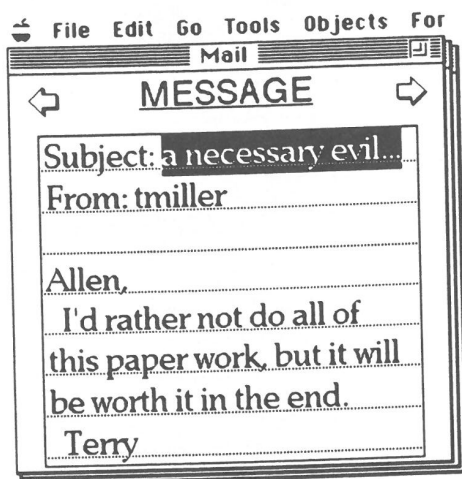 File Edit Go Tools Objects For
Mail
MESSAGE
Subject: a necessary evil...
From: tmiller
Allen,
I'd rather not do all of
this paper work, but it will
be worth it in the end.
Terry